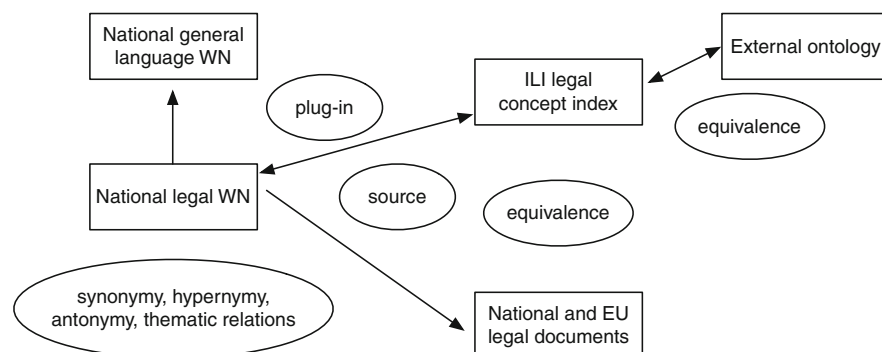 National general
language WN
External ontology
ILI legal
concept index
plug-in
equivalence
National legal WN
source
equivalence
synonymy, hypernymy,
antonymy, thematic relations
National and EU
legal documents